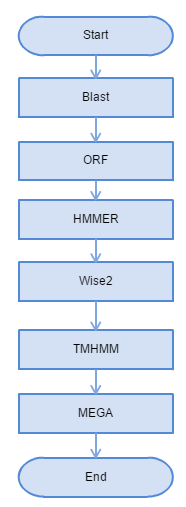 Start
Blast
ORF
HMMER
Wise2
TMHMM
MEGA
End